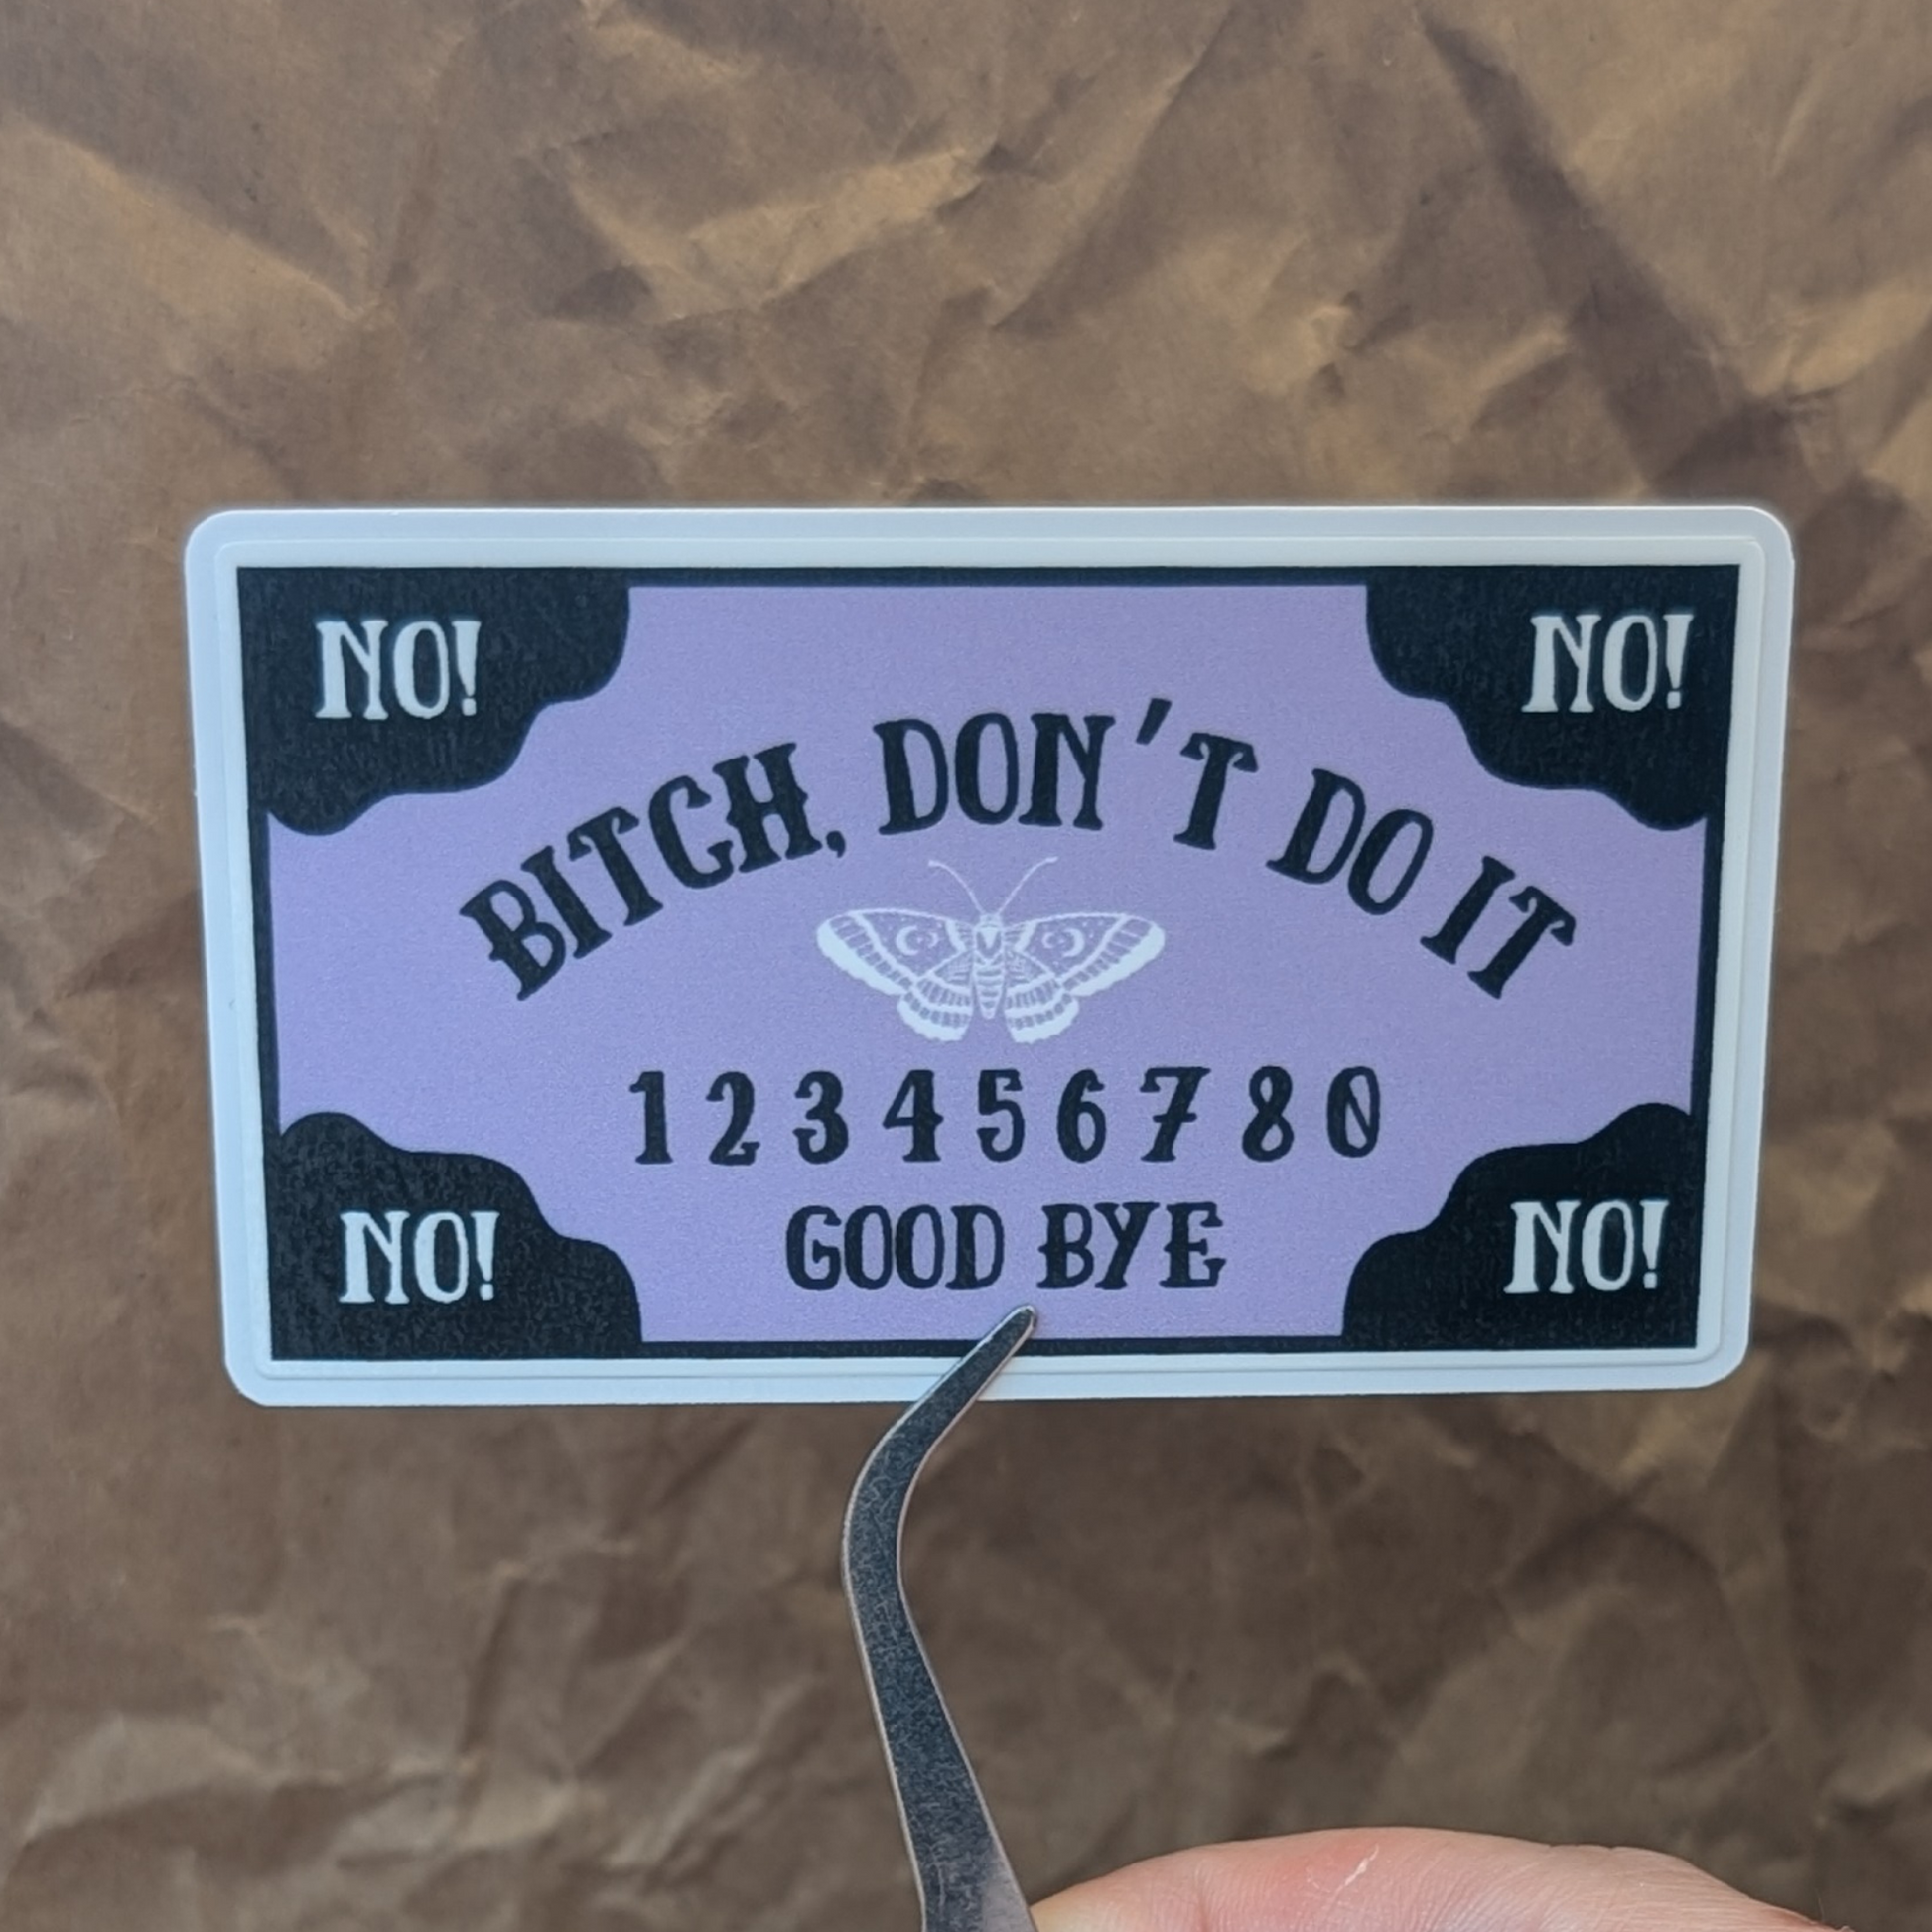 NO! NO!
BITCH, DON'T DO IT
1 2 3 4 5 6 7 8 0
GOOD BYE
NO! NO!